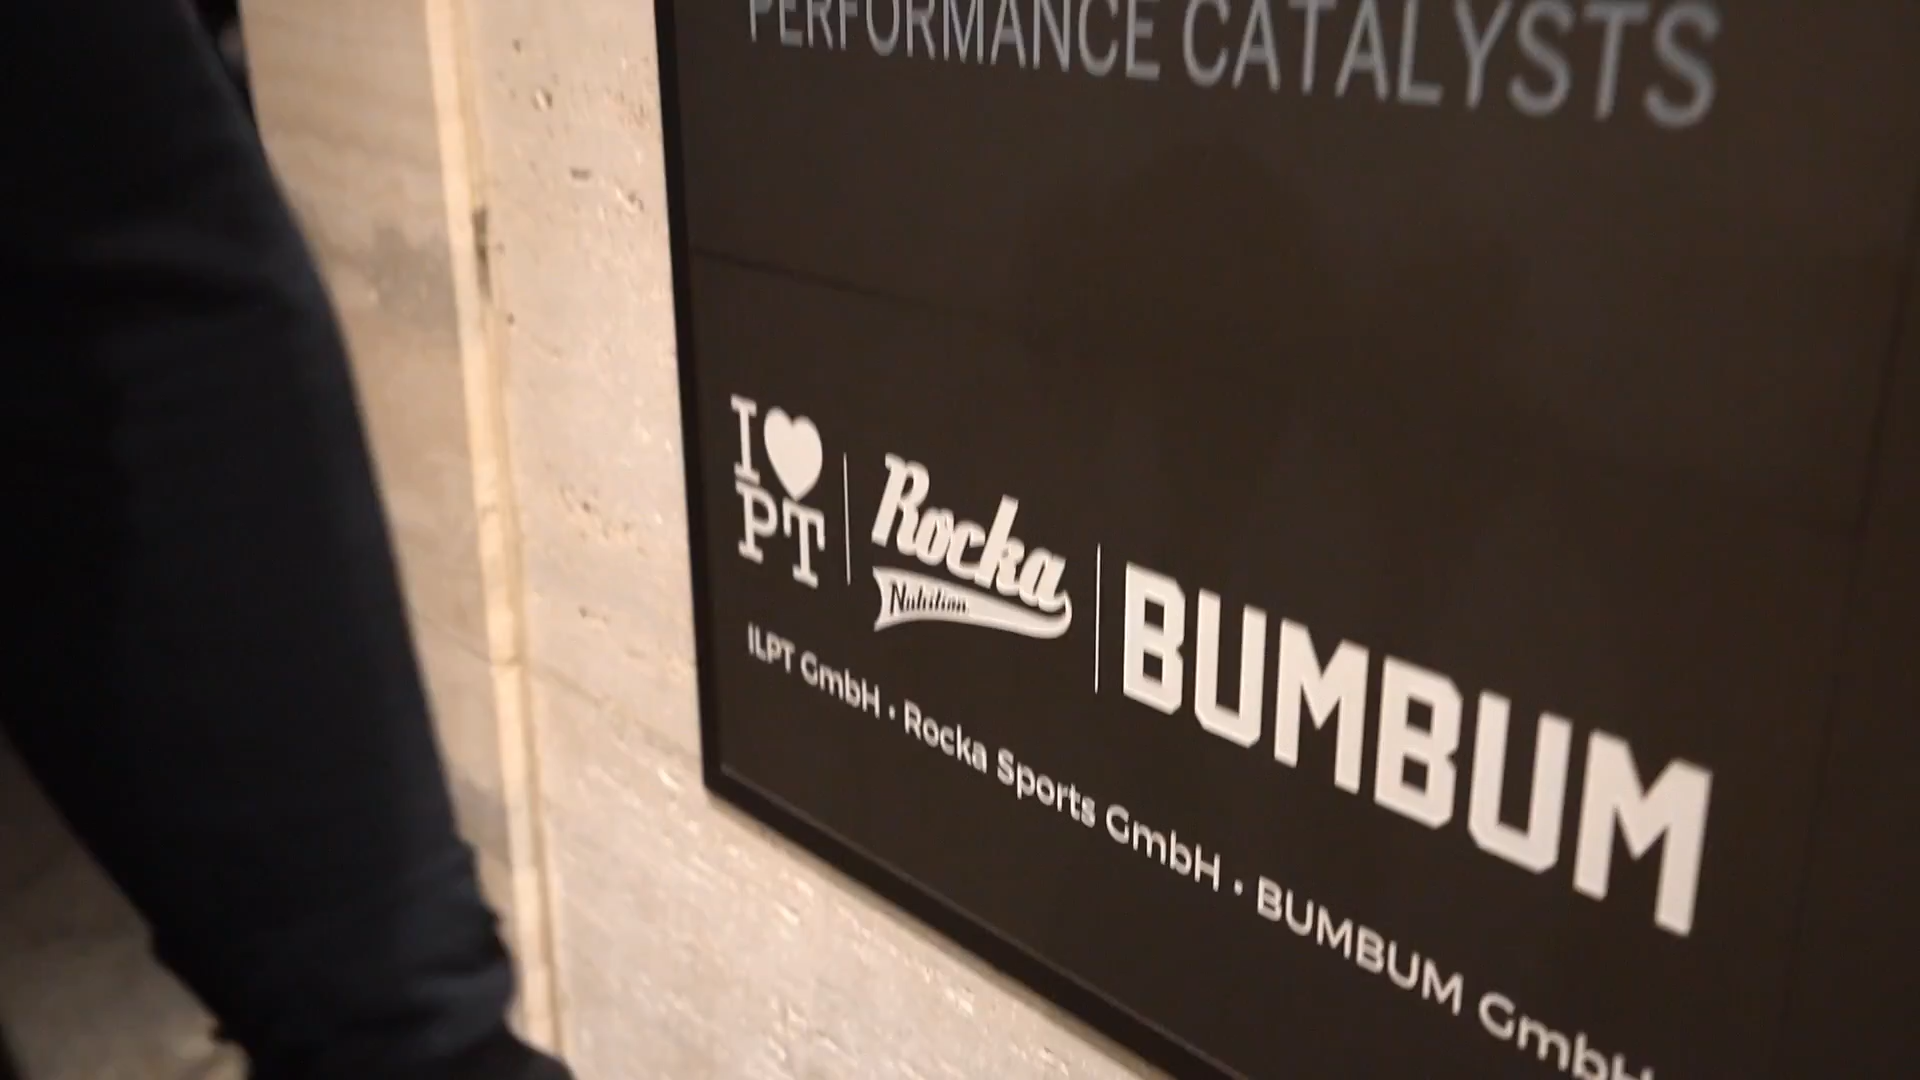 PERFORMANCE CATALYSTS
I♥
PT
Rocka
Nutrition
BUMBUM
ILPT GmbH • Rocka Sports GmbH • BUMBUM GmbH